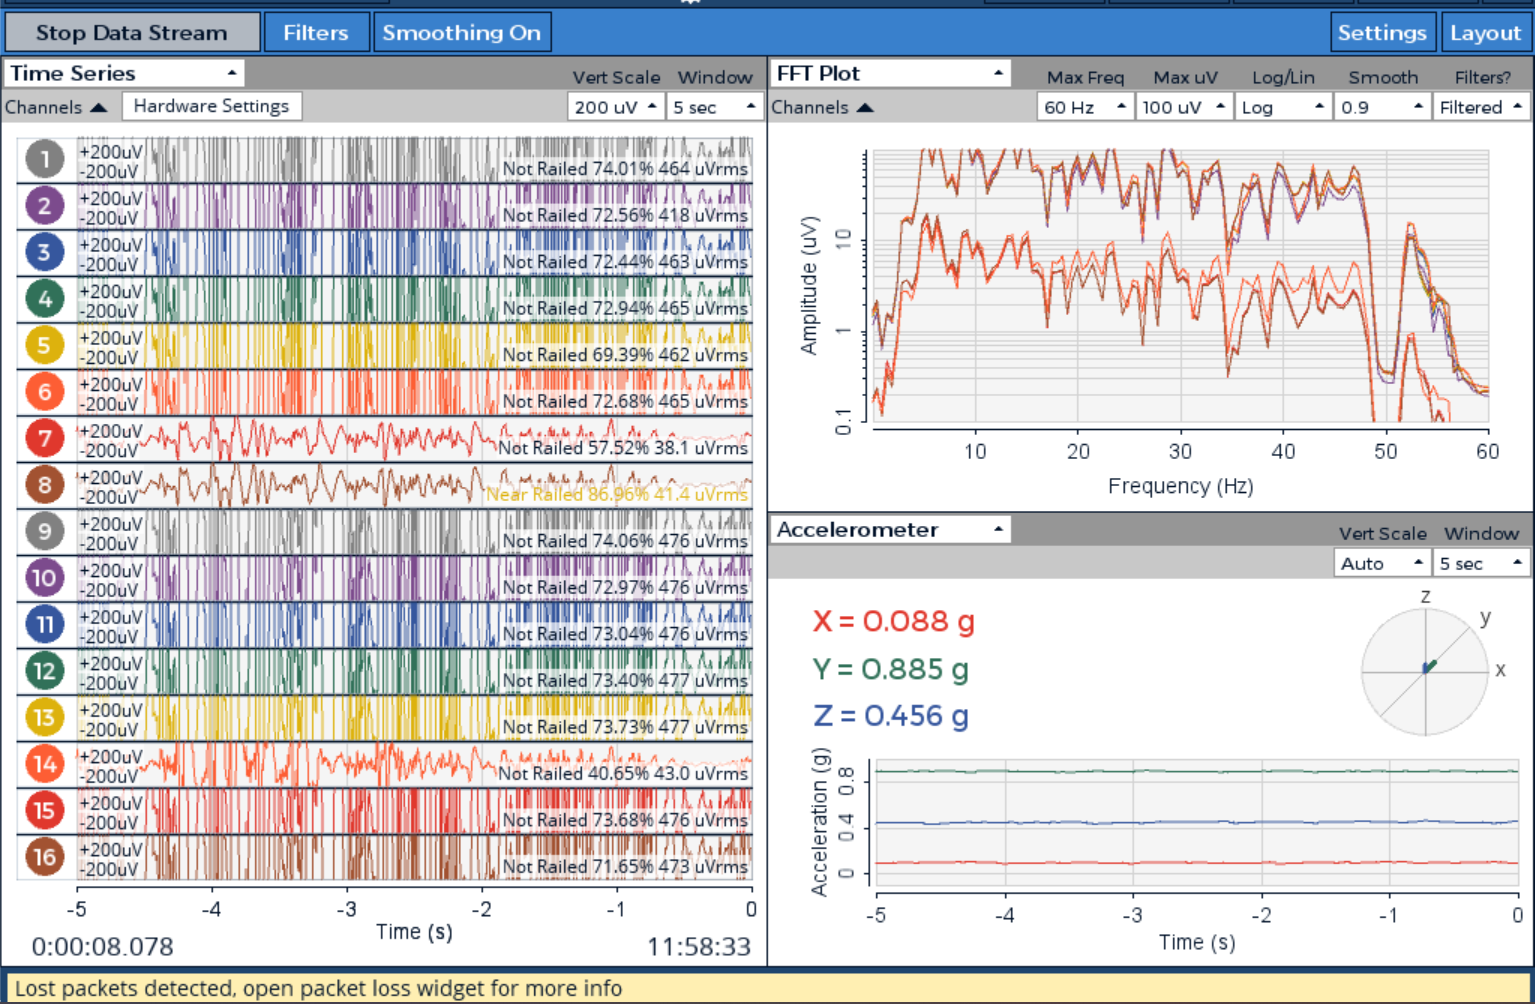 Stop Data Stream Filters Smoothing On Settings Layout
Time Series
Vert Scale Window
Channels Hardware Settings 200 uV 5 sec
1 +200uV -200uV Not Railed 74.01% 464 uVrms
2 +200uV -200uV Not Railed 72.56% 418 uVrms
3 +200uV -200uV Not Railed 72.44% 463 uVrms
4 +200uV -200uV Not Railed 72.94% 465 uVrms
5 +200uV -200uV Not Railed 69.39% 462 uVrms
6 +200uV -200uV Not Railed 72.68% 465 uVrms
7 +200uV -200uV Not Railed 57.52% 38.1 uVrms
8 +200uV -200uV Near Railed 86.96% 41.4 uVrms
9 +200uV -200uV Not Railed 74.06% 476 uVrms
10 +200uV -200uV Not Railed 72.97% 476 uVrms
11 +200uV -200uV Not Railed 73.04% 476 uVrms
12 +200uV -200uV Not Railed 73.40% 477 uVrms
13 +200uV -200uV Not Railed 73.73% 477 uVrms
14 +200uV -200uV Not Railed 40.65% 43.0 uVrms
15 +200uV -200uV Not Railed 73.68% 476 uVrms
16 +200uV -200uV Not Railed 71.65% 473 uVrms
-5 -4 -3 -2 -1 0
Time (s)
0:00:08.078 11:58:33
FFT Plot
Max Freq Max uV Log/Lin Smooth Filters?
Channels 60 Hz 100 uV Log 0.9 Filtered
Amplitude (uV)
10
1
0.1
10 20 30 40 50 60
Frequency (Hz)
Accelerometer
Vert Scale Window
Auto 5 sec
X = 0.088 g
Y = 0.885 g
Z = 0.456 g
z
y
x
Acceleration (g)
0.8
0.4
0
-5 -4 -3 -2 -1 0
Time (s)
Lost packets detected, open packet loss widget for more info